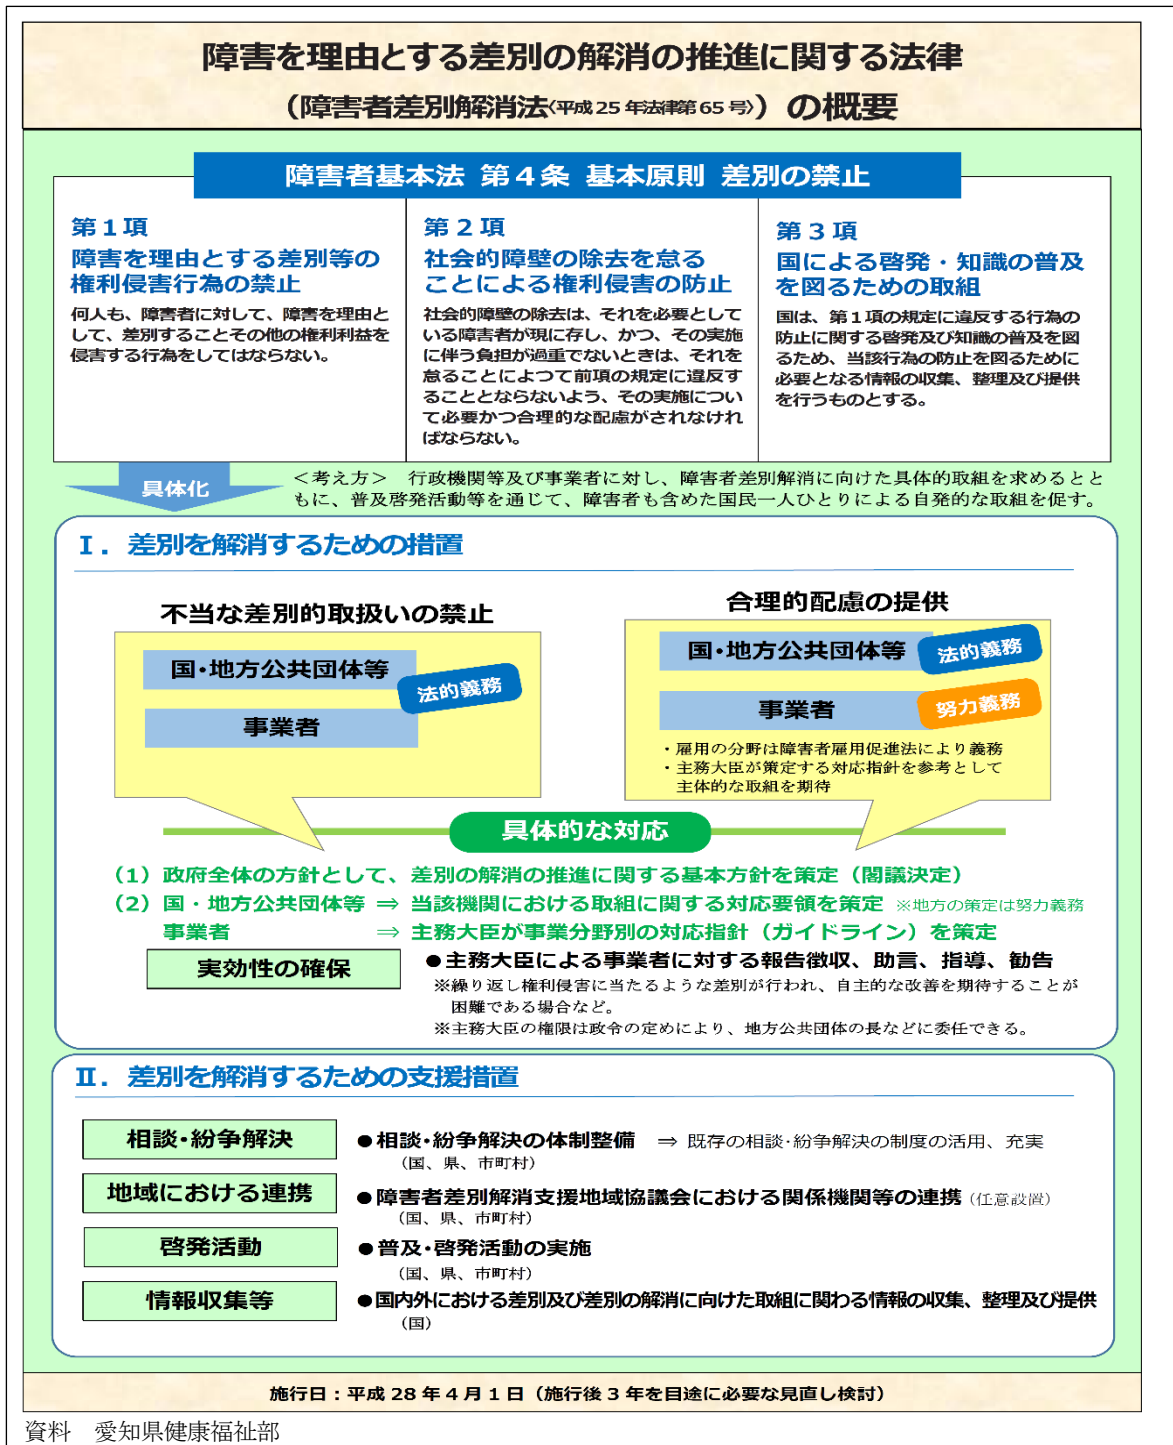 障害を理由とする差別の解消の推進に関する法律
（障害者差別解消法〈平成25年法律第65号〉）の概要
障害者基本法 第４条 基本原則 差別の禁止
第１項
障害を理由とする差別等の
権利侵害行為の禁止
何人も、障害者に対して、障害を理由と
して、差別することその他の権利利益を
侵害する行為をしてはならない。
第２項
社会的障壁の除去を怠る
ことによる権利侵害の防止
社会的障壁の除去は、それを必要とし
ている障害者が現に存し、かつ、その実施
に伴う負担が過重でないときは、それを
怠ることによつて前項の規定に違反す
ることとならないよう、その実施につい
て必要かつ合理的な配慮がされなけれ
ばならない。
第３項
国による啓発・知識の普及
を図るための取組
国は、第１項の規定に違反する行為の
防止に関する啓発及び知識の普及を図
るため、当該行為の防止を図るために
必要となる情報の収集、整理及び提供
を行うものとする。
具体化
＜考え方＞　行政機関等及び事業者に対し、障害者差別解消に向けた具体的取組を求めるとと
もに、普及啓発活動等を通じて、障害者も含めた国民一人ひとりによる自発的な取組を促す。
Ⅰ．差別を解消するための措置
不当な差別的取扱いの禁止
国・地方公共団体等
法的義務
事業者
合理的配慮の提供
国・地方公共団体等
法的義務
事業者
努力義務
・雇用の分野は障害者雇用促進法により義務
・主務大臣が策定する対応指針を参考として
主体的な取組を期待
具体的な対応
（1）政府全体の方針として、差別の解消の推進に関する基本方針を策定（閣議決定）
（2）国・地方公共団体等 ⇒ 当該機関における取組に関する対応要領を策定 ※地方の策定は努力義務
事業者 ⇒ 主務大臣が事業分野別の対応指針（ガイドライン）を策定
実効性の確保
●主務大臣による事業者に対する報告徴収、助言、指導、勧告
※繰り返し権利侵害に当たるような差別が行われ、自主的な改善を期待することが
困難である場合など。
※主務大臣の権限は政令の定めにより、地方公共団体の長などに委任できる。
Ⅱ．差別を解消するための支援措置
相談・紛争解決
●相談・紛争解決の体制整備 ⇒ 既存の相談・紛争解決の制度の活用、充実
（国、県、市町村）
地域における連携
●障害者差別解消支援地域協議会における関係機関等の連携（任意設置）
（国、県、市町村）
啓発活動
●普及・啓発活動の実施
（国、県、市町村）
情報収集等
●国内外における差別及び差別の解消に向けた取組に関わる情報の収集、整理及び提供
（国）
施行日：平成 28 年４月１日（施行後３年を目途に必要な見直し検討）
資料　愛知県健康福祉部